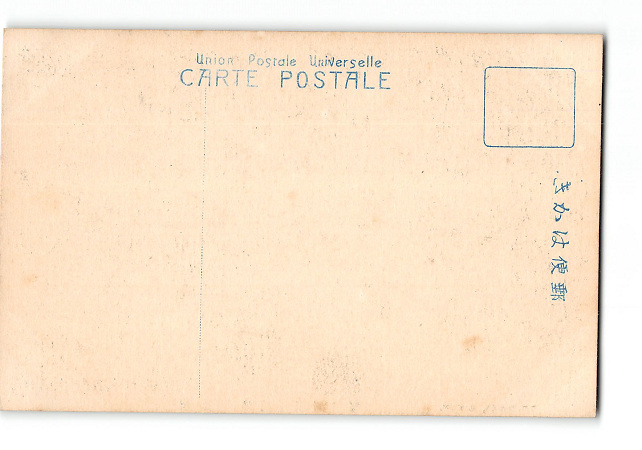 Union Postale Universelle
CARTE POSTALE
郵便はかき